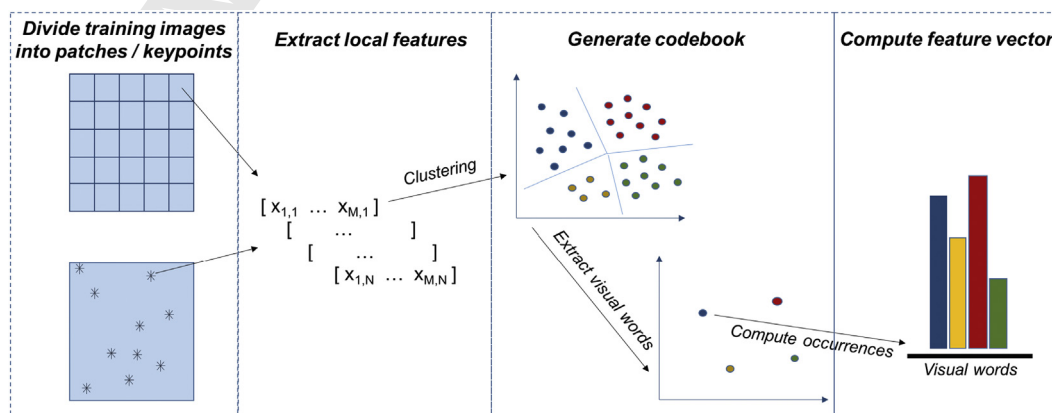 Divide training images
into patches / keypoints
Extract local features
Generate codebook
Compute feature vector
Clustering
[ x1,1 … xM,1 ]
[ … ]
[ … ]
[ x1,N … xM,N ]
Extract visual words
Compute occurrences
Visual words